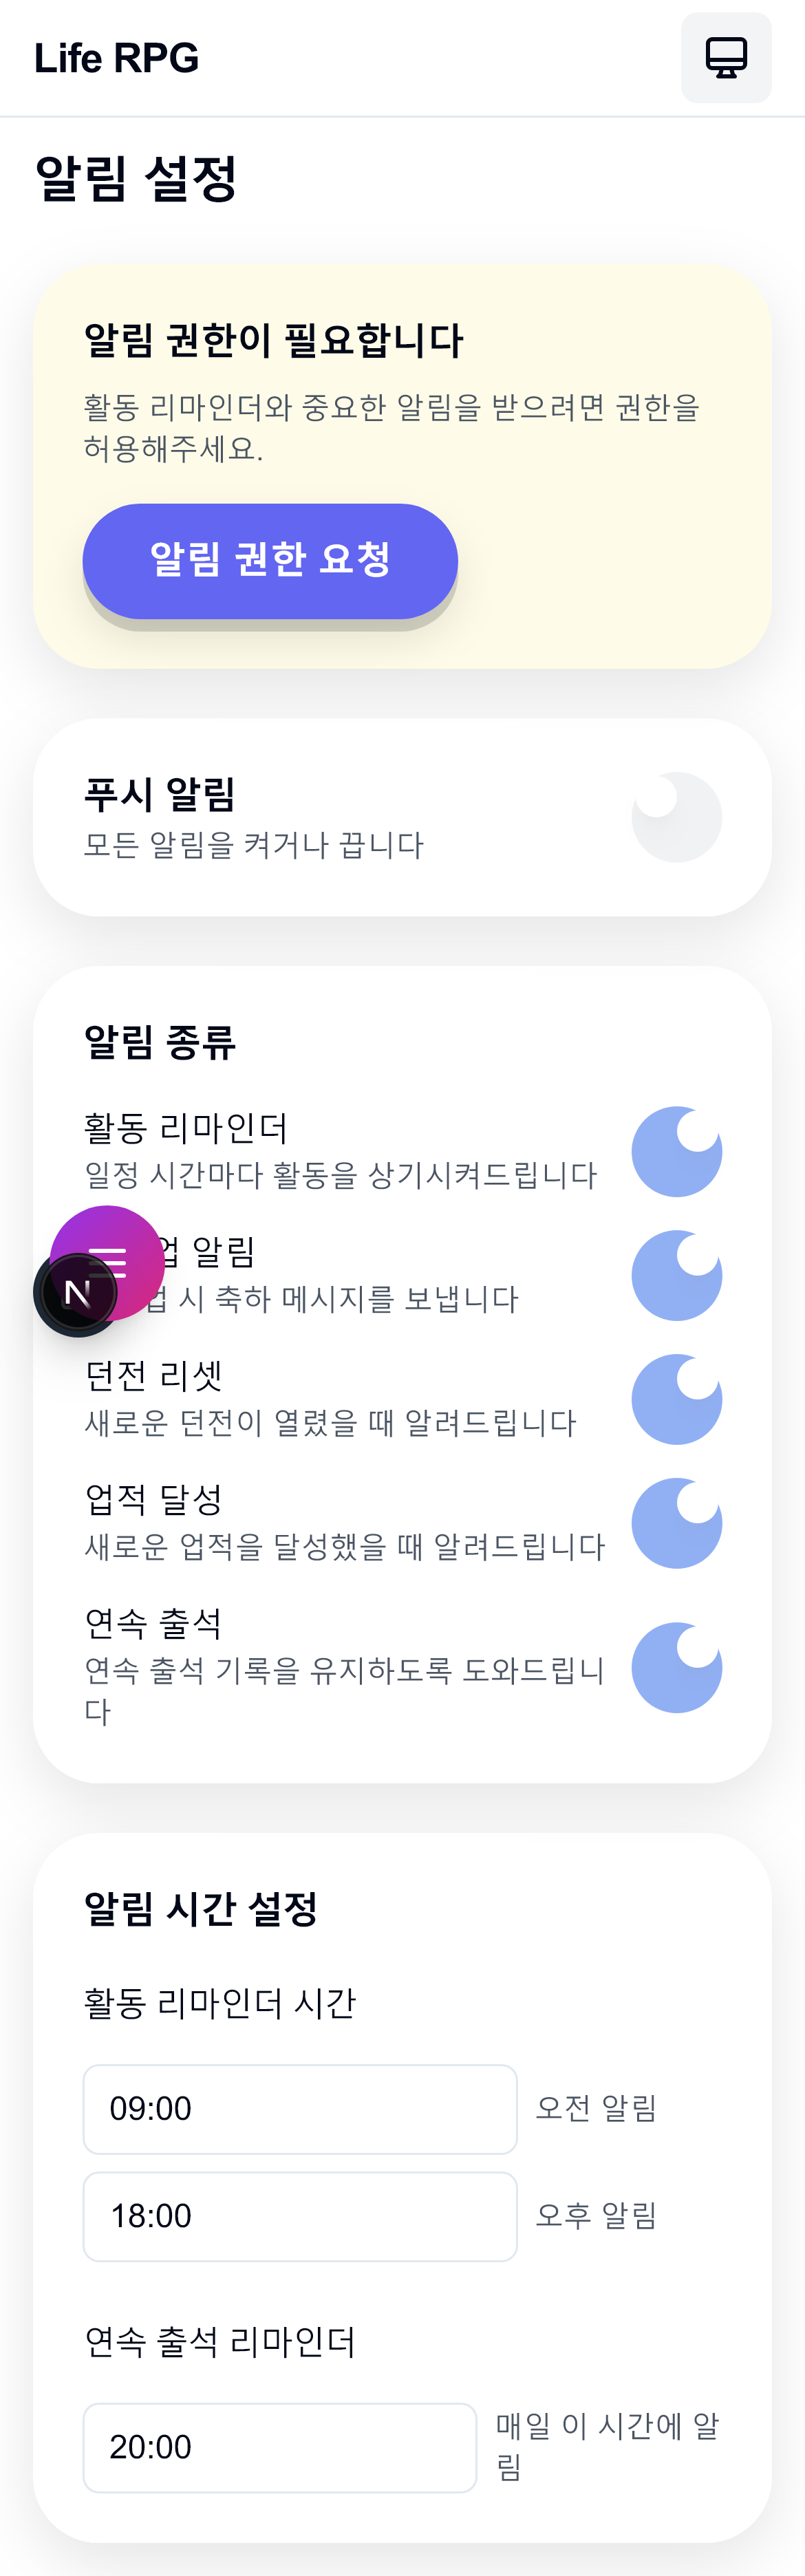 Life RPG
알림 설정
알림 권한이 필요합니다
활동 리마인더와 중요한 알림을 받으려면 권한을
허용해주세요.
알림 권한 요청
푸시 알림
모든 알림을 켜거나 끕니다
알림 종류
활동 리마인더
일정 시간마다 활동을 상기시켜드립니다
알림
시 축하 메시지를 보냅니다
N
던전 리셋
새로운 던전이 열렸을 때 알려드립니다
업적 달성
새로운 업적을 달성했을 때 알려드립니다
연속 출석
연속 출석 기록을 유지하도록 도와드립니
다
알림 시간 설정
활동 리마인더 시간
09:00 오전 알림
18:00 오후 알림
연속 출석 리마인더
20:00 매일 이 시간에 알
림